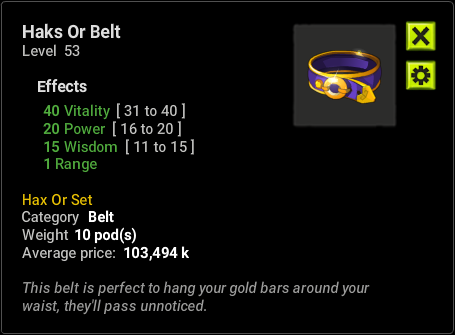 Haks Or Belt
Level 53
Effects
40 Vitality [ 31 to 40 ]
20 Power [ 16 to 20 ]
15 Wisdom [ 11 to 15 ]
1 Range
Hax Or Set
Category Belt
Weight 10 pod(s)
Average price: 103,494 k
This belt is perfect to hang your gold bars around your
waist, they'll pass unnoticed.